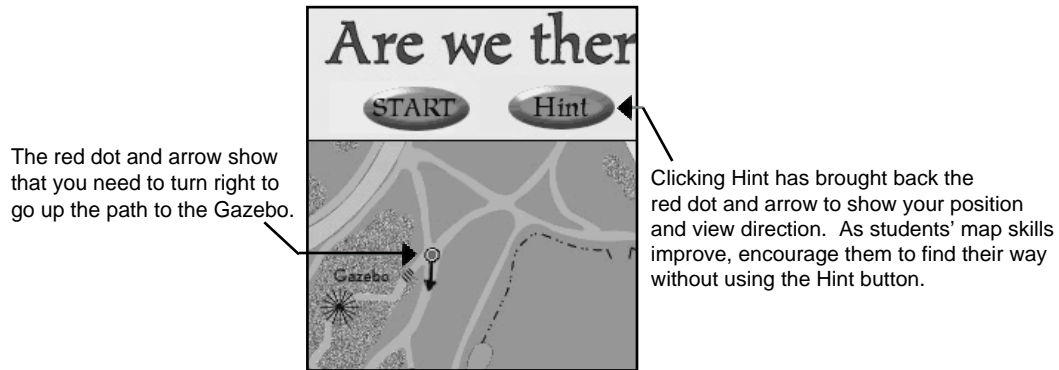 Are we ther
START
Hint
The red dot and arrow show
that you need to turn right to
go up the path to the Gazebo.
Clicking Hint has brought back the
red dot and arrow to show your position
and view direction.  As students’ map skills
improve, encourage them to find their way
without using the Hint button.
Gazebo